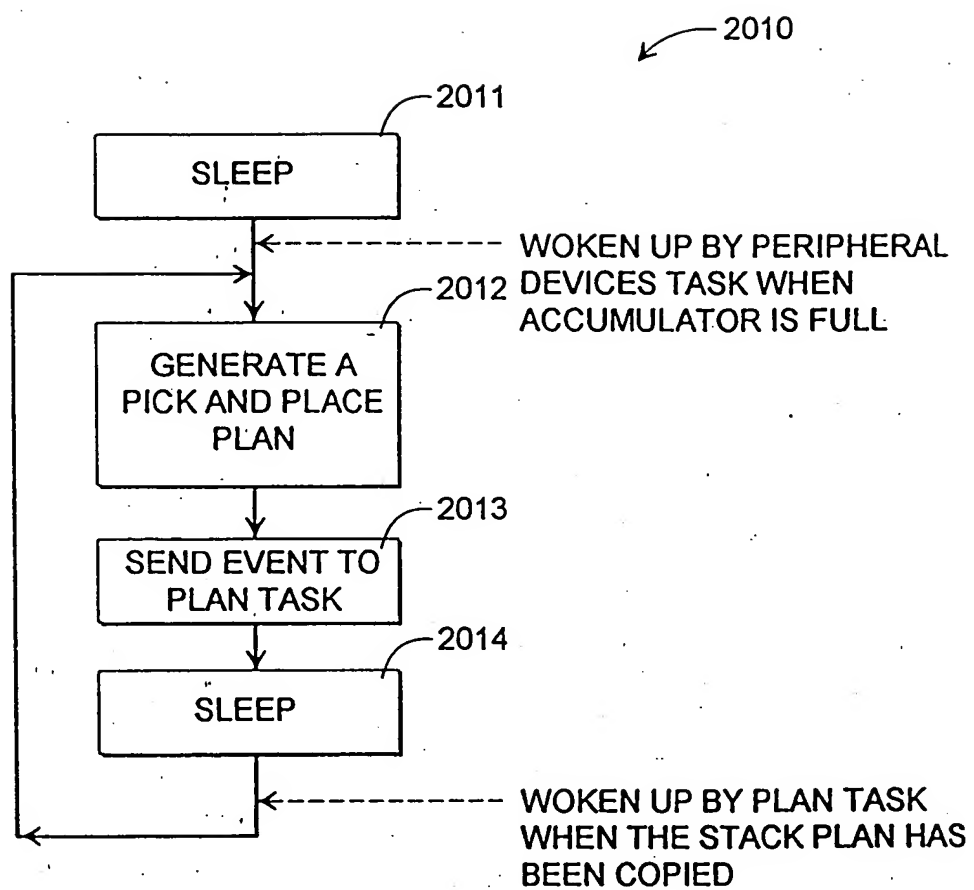 2010
2011
SLEEP
WOKEN UP BY PERIPHERAL
DEVICES TASK WHEN
ACCUMULATOR IS FULL
2012
GENERATE A
PICK AND PLACE
PLAN
2013
SEND EVENT TO
PLAN TASK
2014
SLEEP
WOKEN UP BY PLAN TASK
WHEN THE STACK PLAN HAS
BEEN COPIED